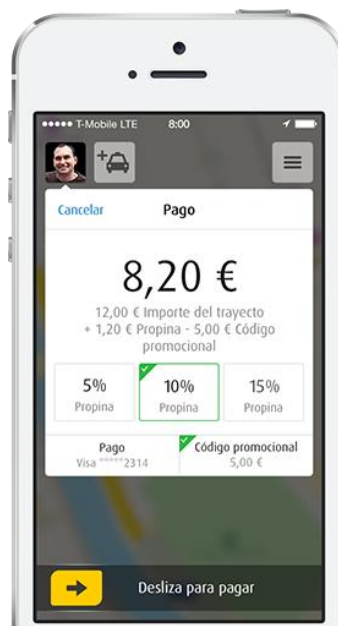 T-Mobile LTE 8:00
Cancelar Pago
8,20 €
12,00 € Importe del trayecto
+ 1,20 € Propina - 5,00 € Código
promocional
5% 10% 15%
Propina Propina Propina
Pago Código promocional
Visa *****2314 5,00 €
Desliza para pagar